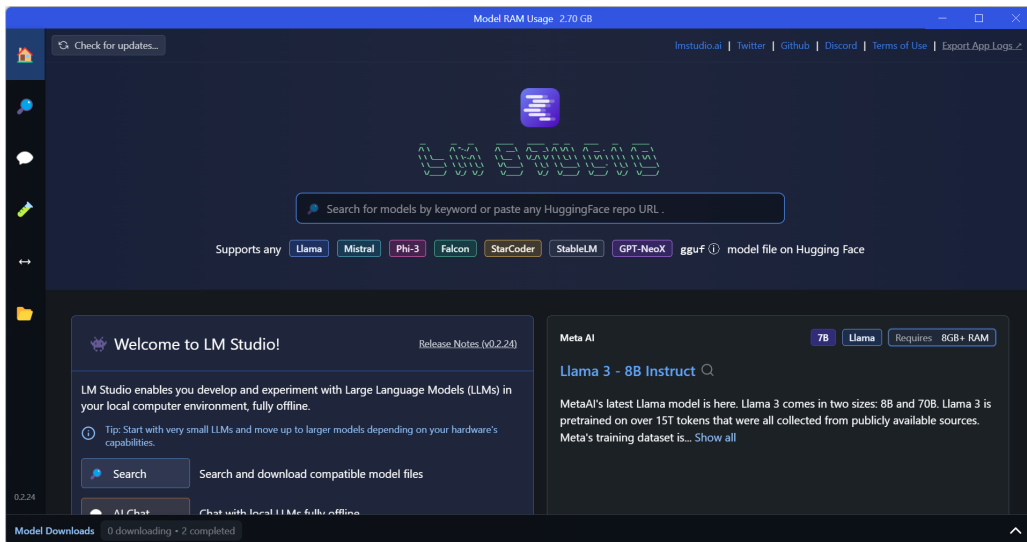 Model RAM Usage 2.70 GB
Check for updates...
lmstudio.ai | Twitter | Github | Discord | Terms of Use | Export App Logs ↗
LM STUDIO
Search for models by keyword or paste any HuggingFace repo URL .
Supports any Llama Mistral Phi-3 Falcon StarCoder StableLM GPT-NeoX gguf ⓘ model file on Hugging Face
Welcome to LM Studio!
Release Notes (v0.2.24)
LM Studio enables you develop and experiment with Large Language Models (LLMs) in
your local computer environment, fully offline.
Tip: Start with very small LLMs and move up to larger models depending on your hardware's
capabilities.
Search Search and download compatible model files
AI Chat Chat with local LLMs fully offline
Meta AI
7B Llama Requires 8GB+ RAM
Llama 3 - 8B Instruct
MetaAI's latest Llama model is here. Llama 3 comes in two sizes: 8B and 70B. Llama 3 is
pretrained on over 15T tokens that were all collected from publicly available sources.
Meta's training dataset is... Show all
0.2.24
Model Downloads 0 downloading • 2 completed